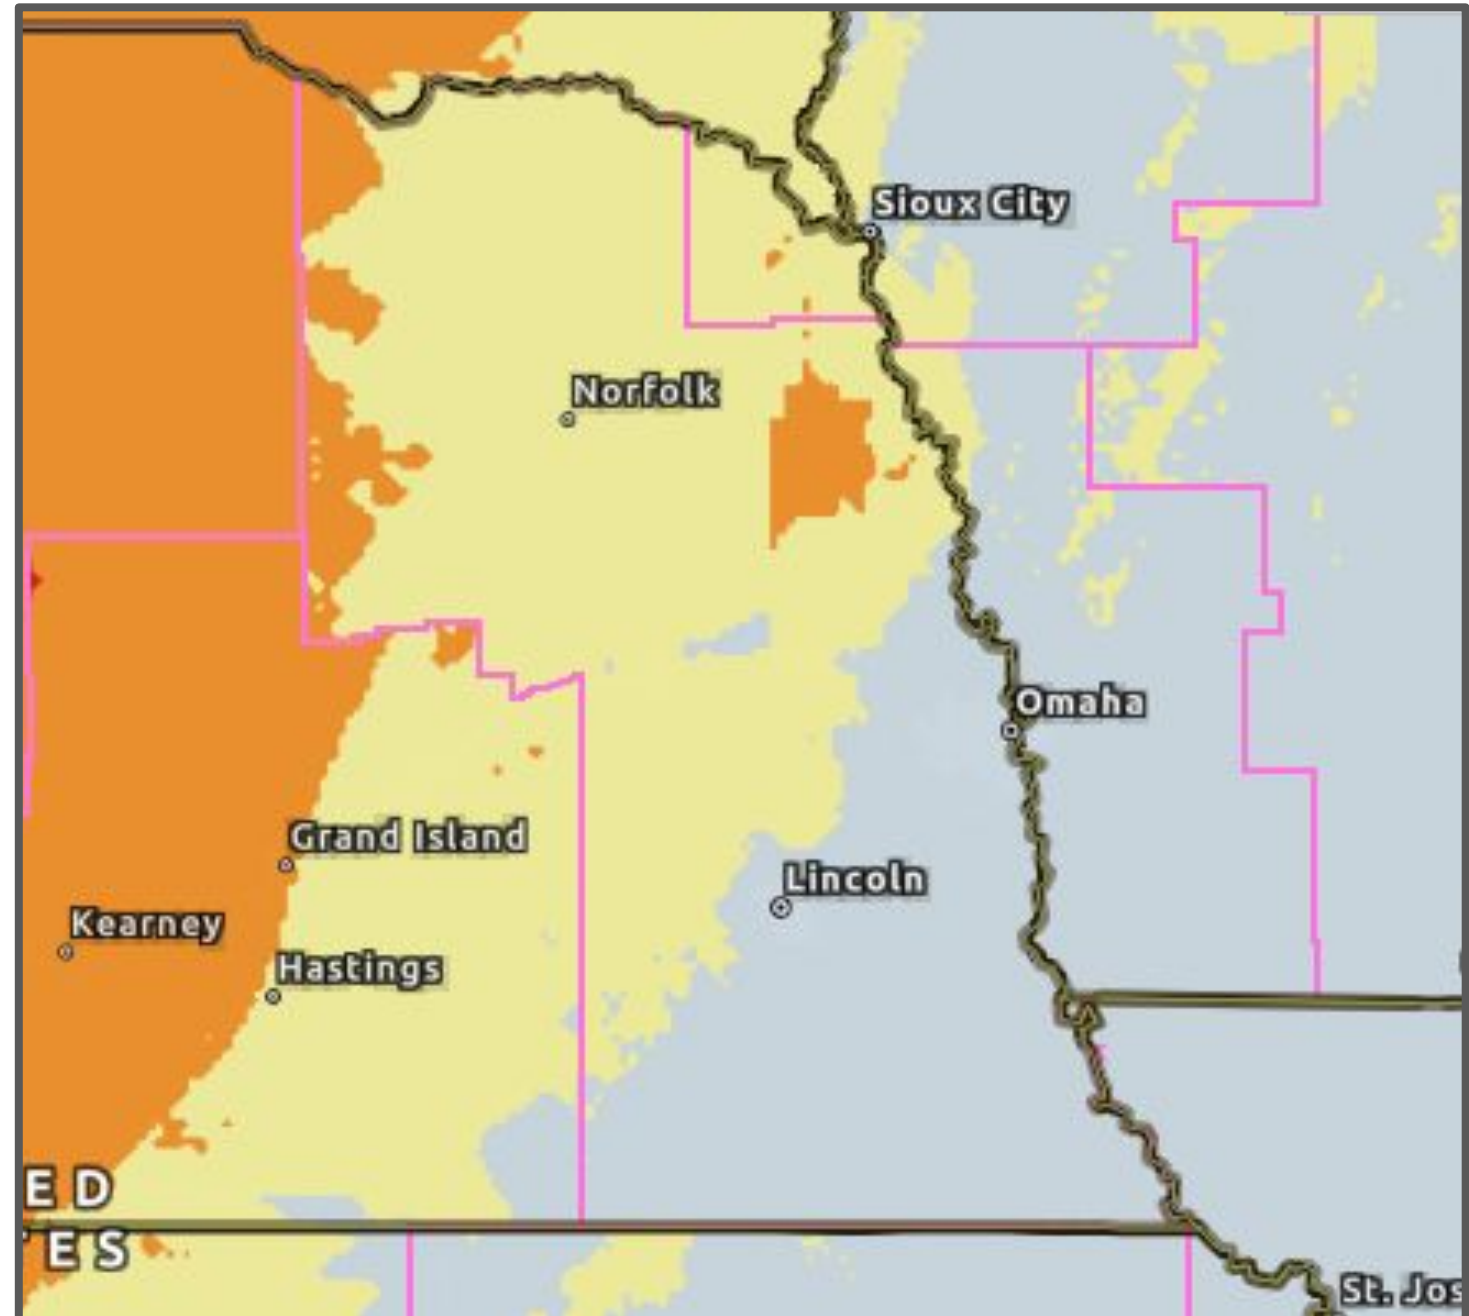 Sioux City
Norfolk
Omaha
Grand Island
Lincoln
Kearney
Hastings
E D
E S
St. Jos